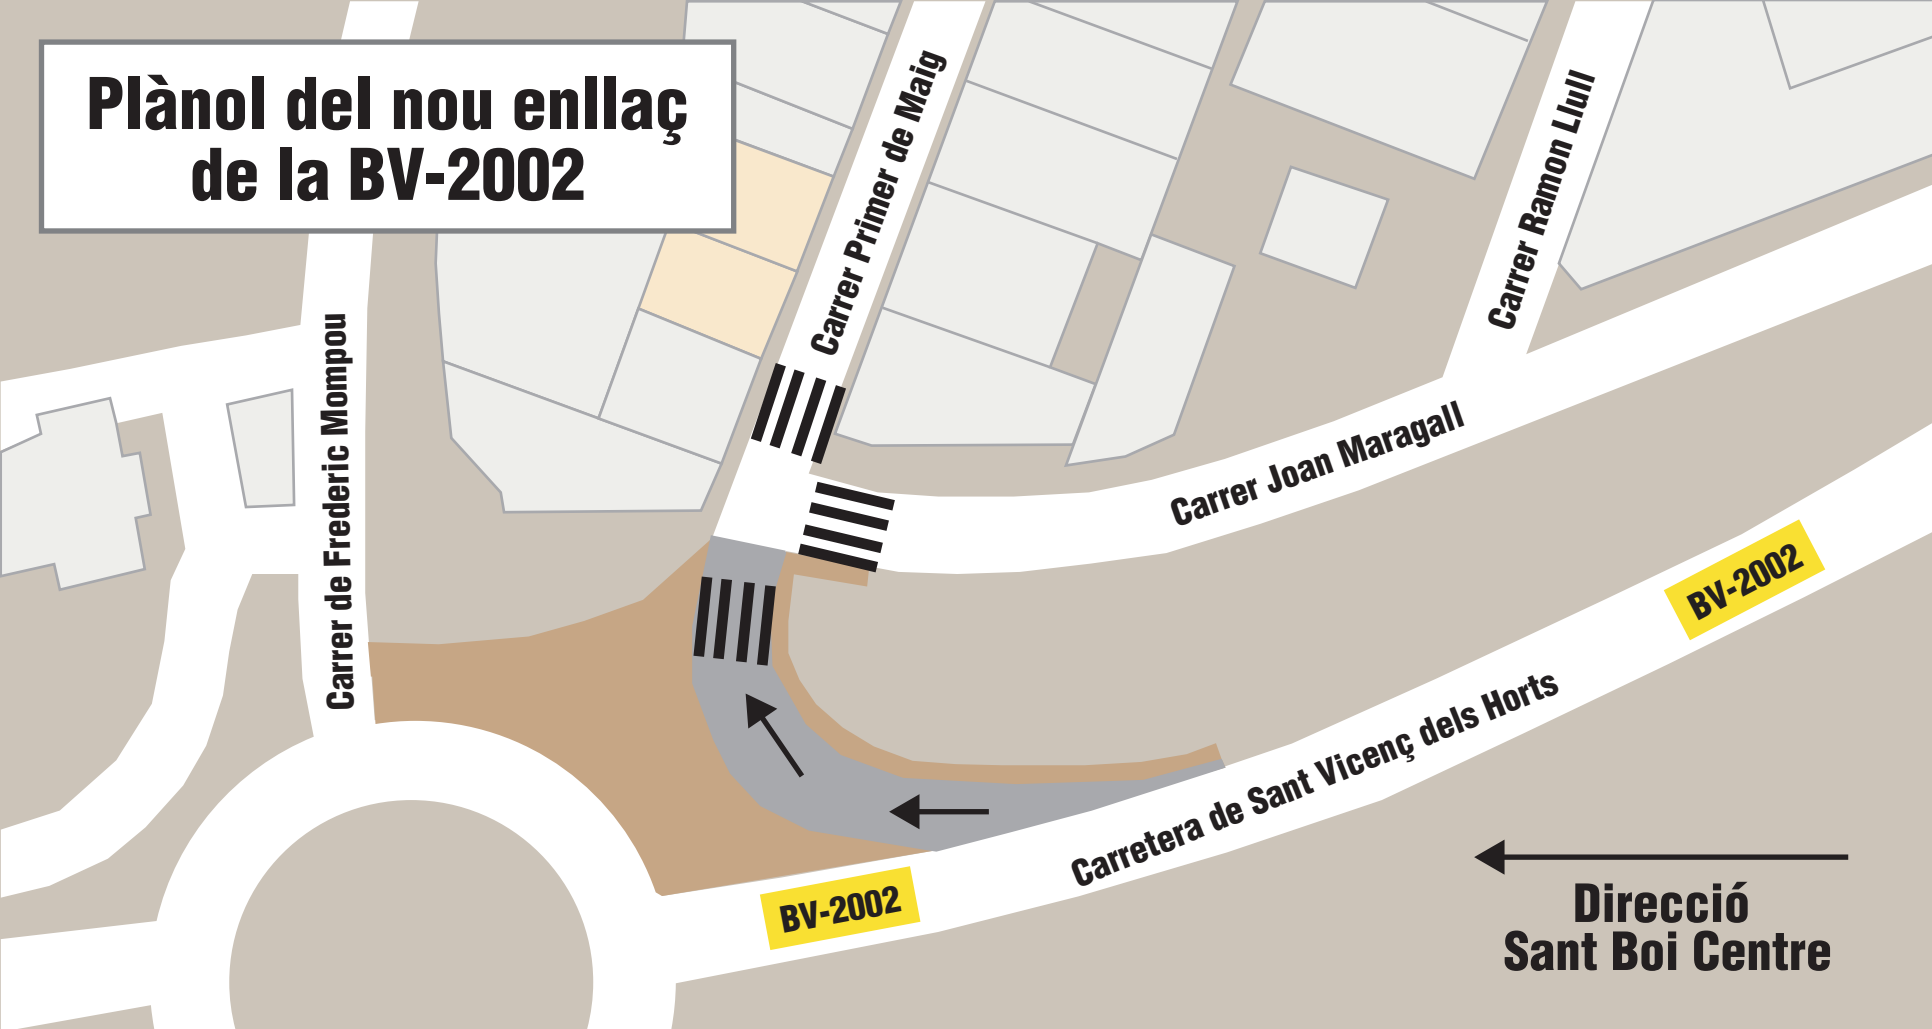 Plànol del nou enllaç
de la BV-2002
Carrer Primer de Maig
Carrer Ramon Llull
Carrer de Frederic Mompou
Carrer Joan Maragall
BV-2002
Carretera de Sant Vicenç dels Horts
BV-2002
Direcció
Sant Boi Centre